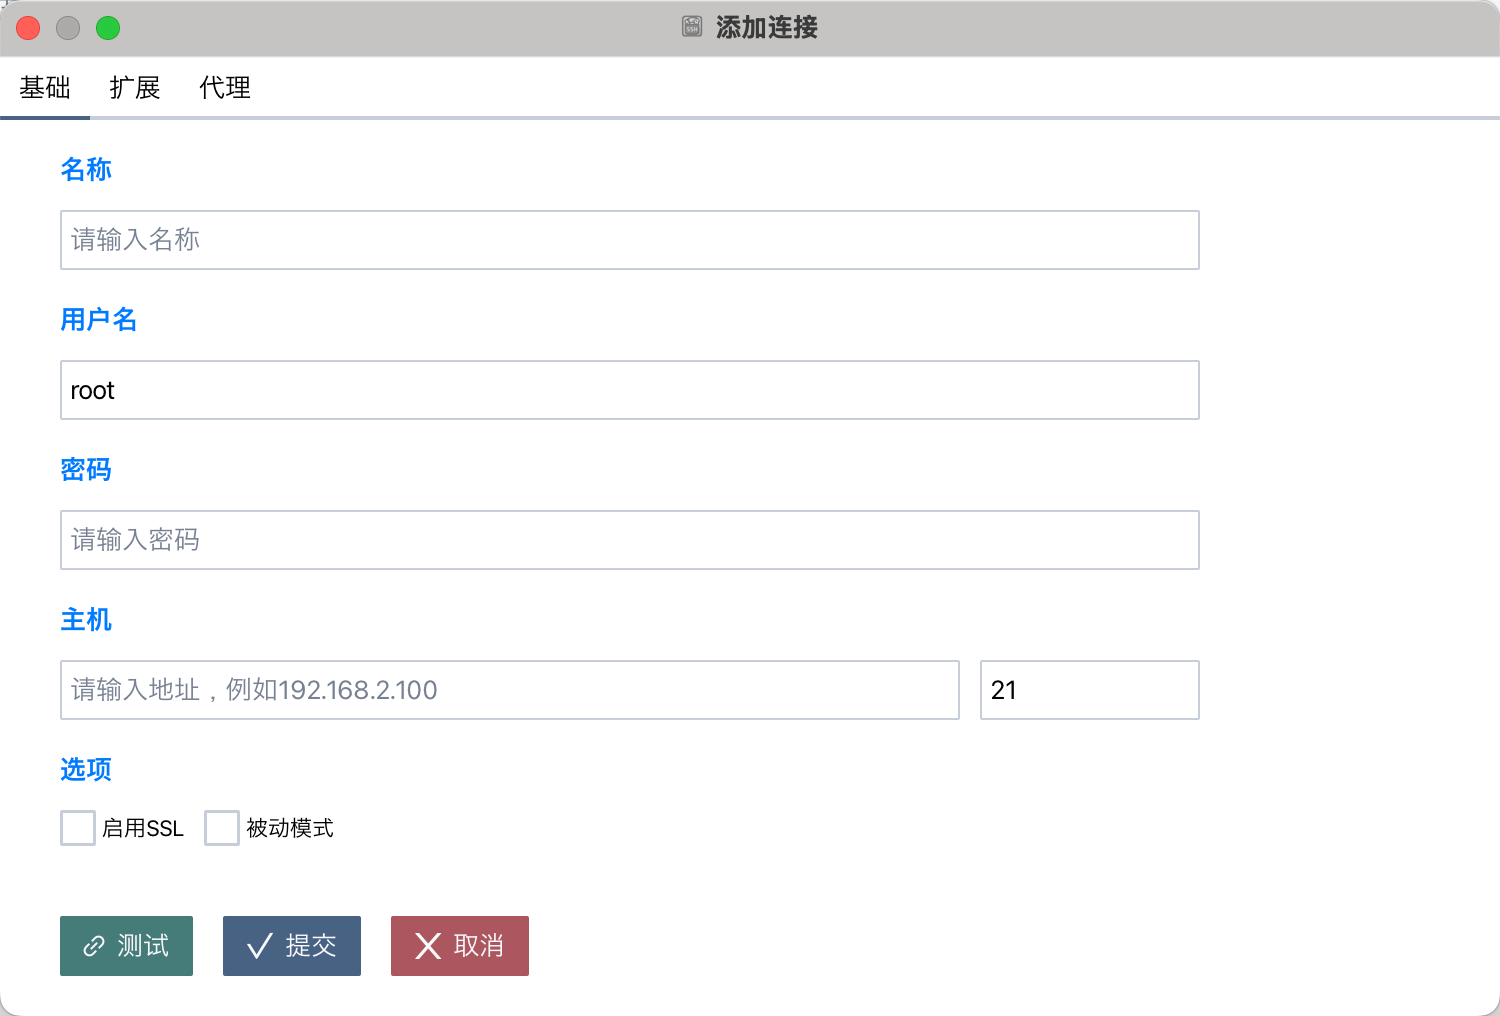 添加连接
基础 扩展 代理
名称
请输入名称
用户名
root
密码
请输入密码
主机
请输入地址，例如192.168.2.100 21
选项
启用SSL 被动模式
测试 提交 取消